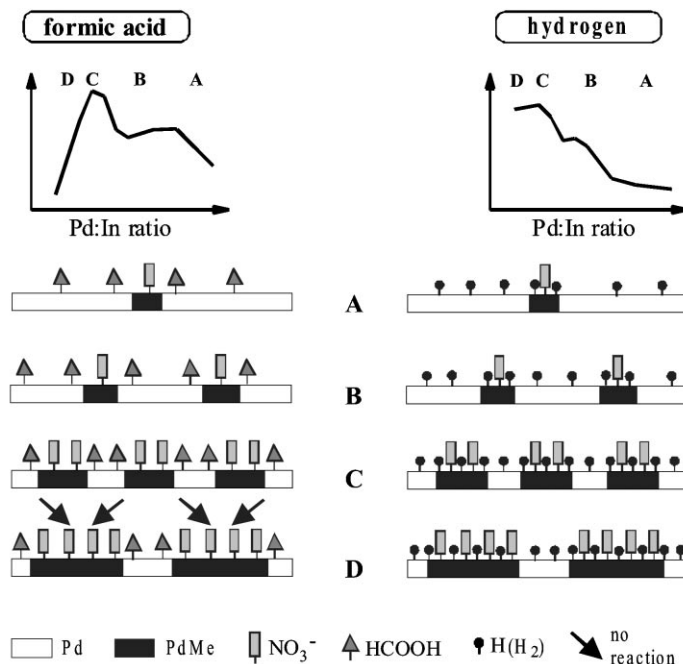 formic acid
hydrogen
D C B A
D C B A
Pd:In ratio
Pd:In ratio
A
B
C
D
Pd
PdMe
NO₃⁻
HCOOH
H(H₂)
no
reaction